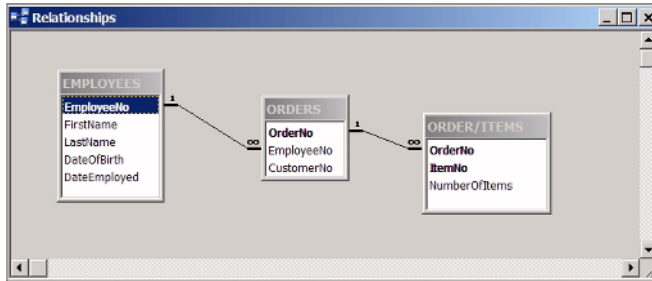 Relationships
EMPLOYEES
EmployeeNo
FirstName
LastName
DateOfBirth
DateEmployed
1
∞
ORDERS
OrderNo
EmployeeNo
CustomerNo
1
∞
ORDER/ITEMS
OrderNo
ItemNo
NumberOfItems